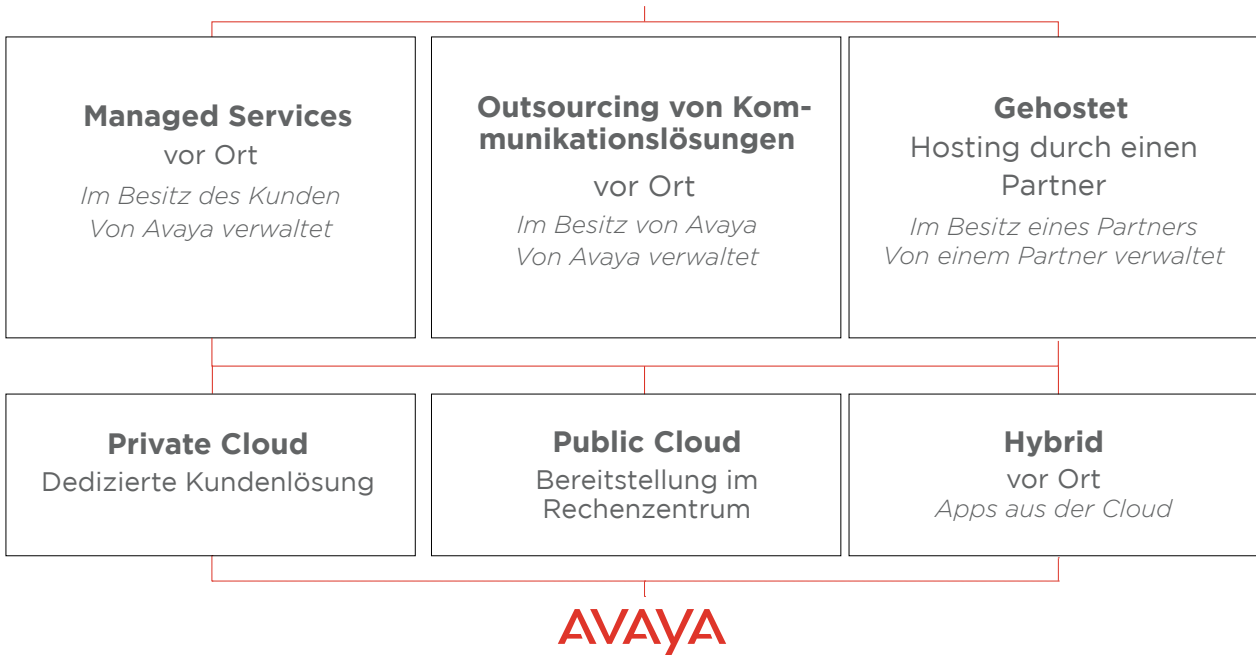 Managed Services
vor Ort
Im Besitz des Kunden
Von Avaya verwaltet
Outsourcing von Kom-
munikationslösungen
vor Ort
Im Besitz von Avaya
Von Avaya verwaltet
Gehostet
Hosting durch einen
Partner
Im Besitz eines Partners
Von einem Partner verwaltet
Private Cloud
Dedizierte Kundenlösung
Public Cloud
Bereitstellung im
Rechenzentrum
Hybrid
vor Ort
Apps aus der Cloud
AVAYA